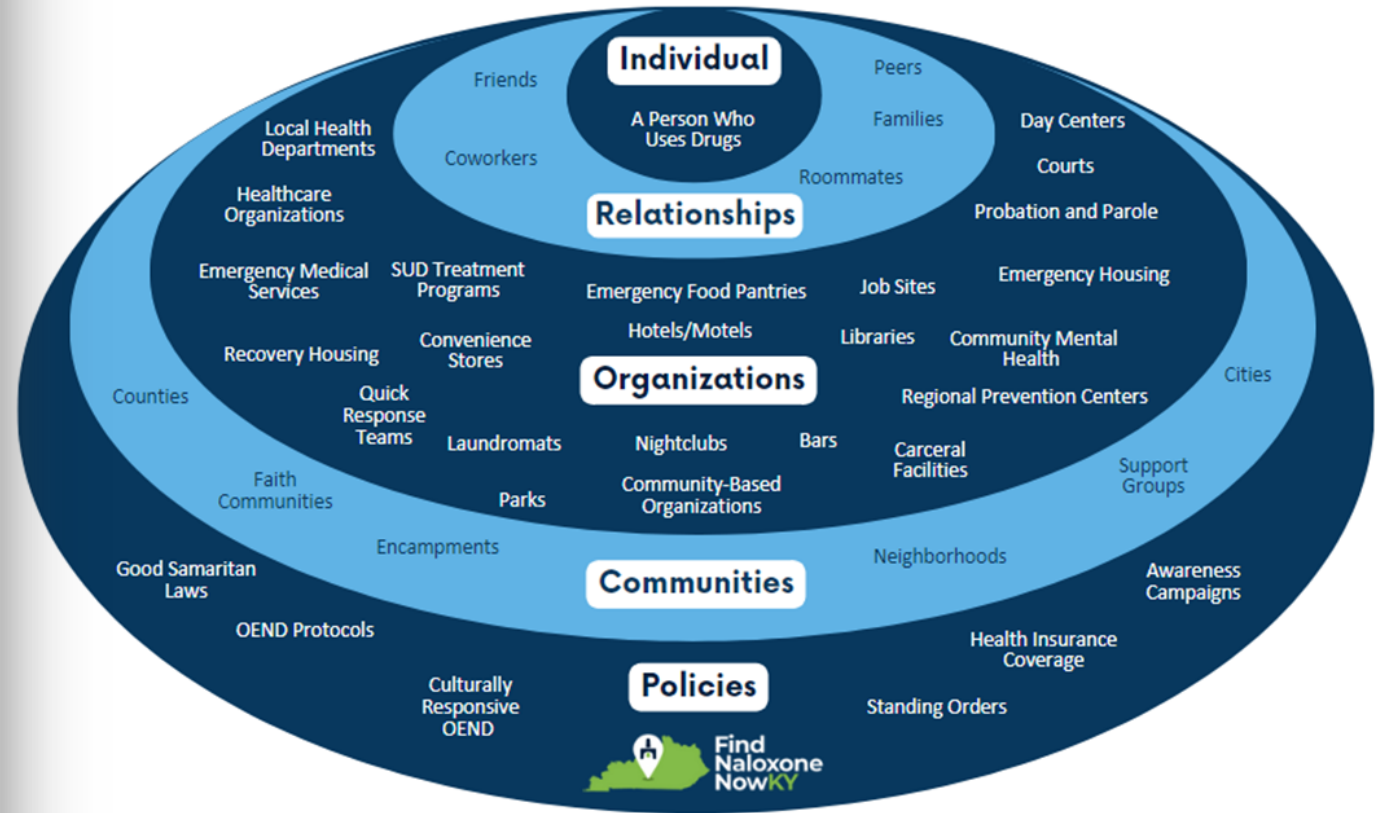 Individual
A Person Who
Uses Drugs
Friends
Peers
Families
Coworkers
Roommates
Relationships
Local Health
Departments
Day Centers
Courts
Healthcare
Organizations
Probation and Parole
Emergency Medical
Services
SUD Treatment
Programs
Emergency Food Pantries
Job Sites
Emergency Housing
Hotels/Motels
Libraries
Community Mental
Health
Recovery Housing
Convenience
Stores
Organizations
Quick
Response
Teams
Regional Prevention Centers
Laundromats
Nightclubs
Bars
Carceral
Facilities
Parks
Community-Based
Organizations
Counties
Cities
Faith
Communities
Support
Groups
Encampments
Neighborhoods
Communities
Good Samaritan
Laws
Awareness
Campaigns
OEND Protocols
Health Insurance
Coverage
Culturally
Responsive
OEND
Policies
Standing Orders
Find
Naloxone
NowKY